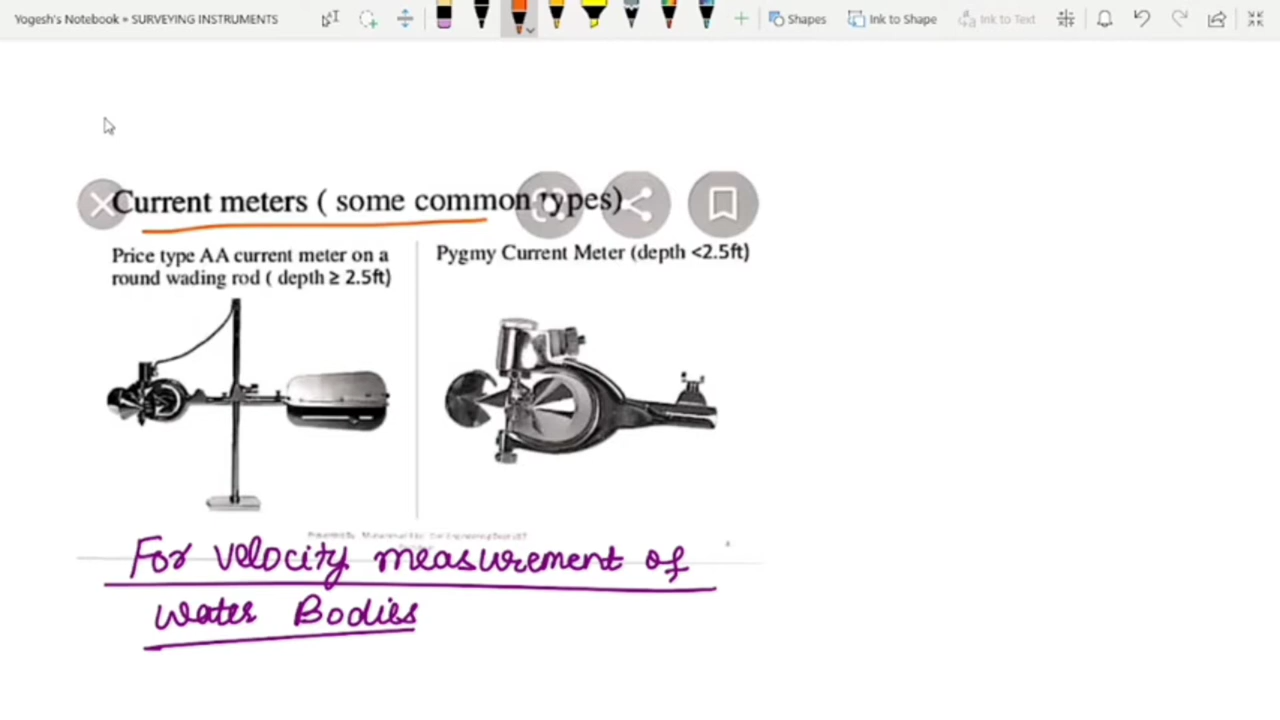 Yogesh's Notebook » SURVEYING INSTRUMENTS
Shapes
Ink to Shape
Ink to Text
Current meters ( some common types)
Price type AA current meter on a
round wading rod ( depth ≥ 2.5ft)
Pygmy Current Meter (depth <2.5ft)
For velocity measurement of
water Bodies